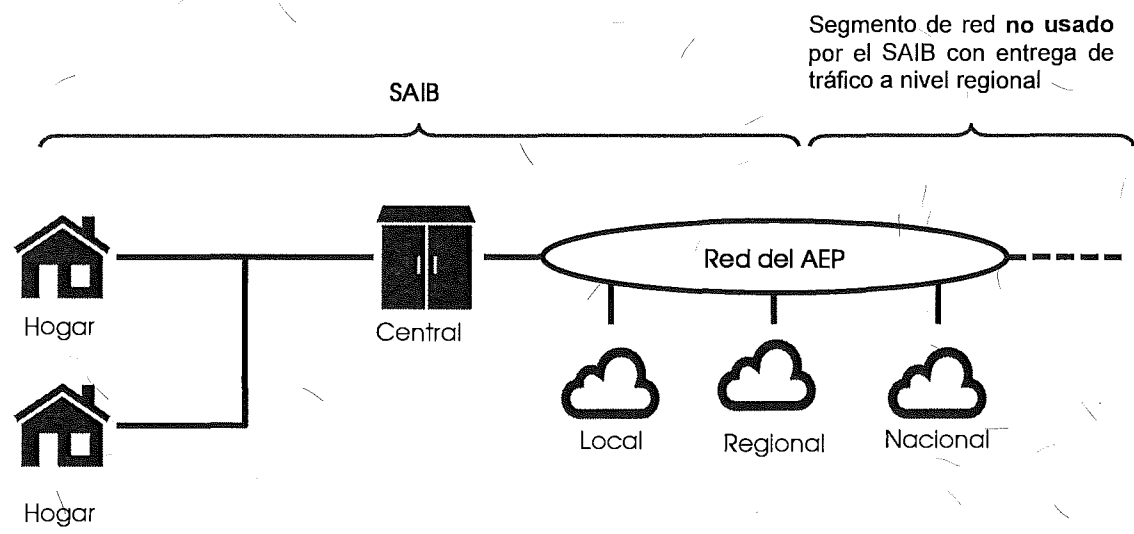 Segmento de red no usado
por el SAIB con entrega de
tráfico a nivel regional
SAIB
Red del AEP
Hogar
Central
Local
Regional
Nacional
Hogar